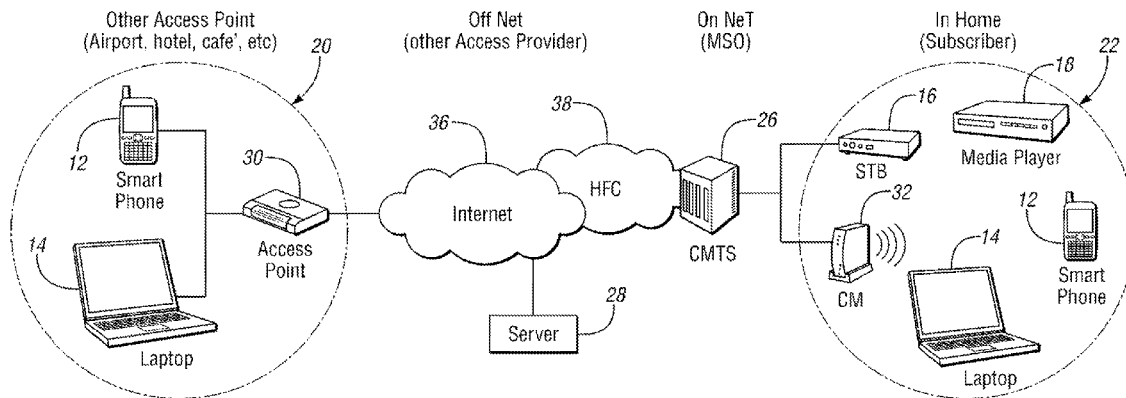 Other Access Point
(Airport, hotel, cafe', etc)
Off Net
(other Access Provider)
On NeT
(MSO)
In Home
(Subscriber)
20
22
12
Smart
Phone
30
Access
Point
14
Laptop
36
Internet
38
HFC
26
CMTS
Server
28
16
STB
18
Media Player
32
CM
12
Smart
Phone
14
Laptop